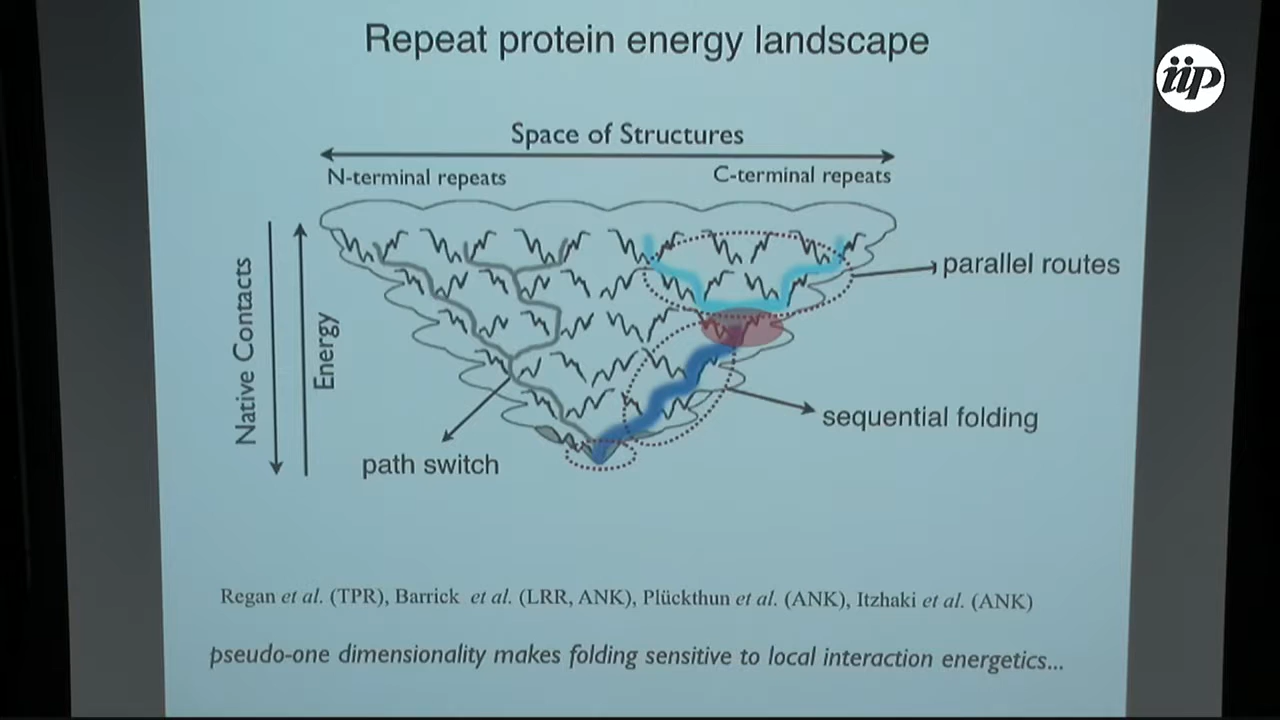 Repeat protein energy landscape
iip
Space of Structures
N-terminal repeats
C-terminal repeats
Native Contacts
Energy
parallel routes
sequential folding
path switch
Regan et al. (TPR), Barrick et al. (LRR, ANK), Plückthun et al. (ANK), Itzhaki et al. (ANK)
pseudo-one dimensionality makes folding sensitive to local interaction energetics...